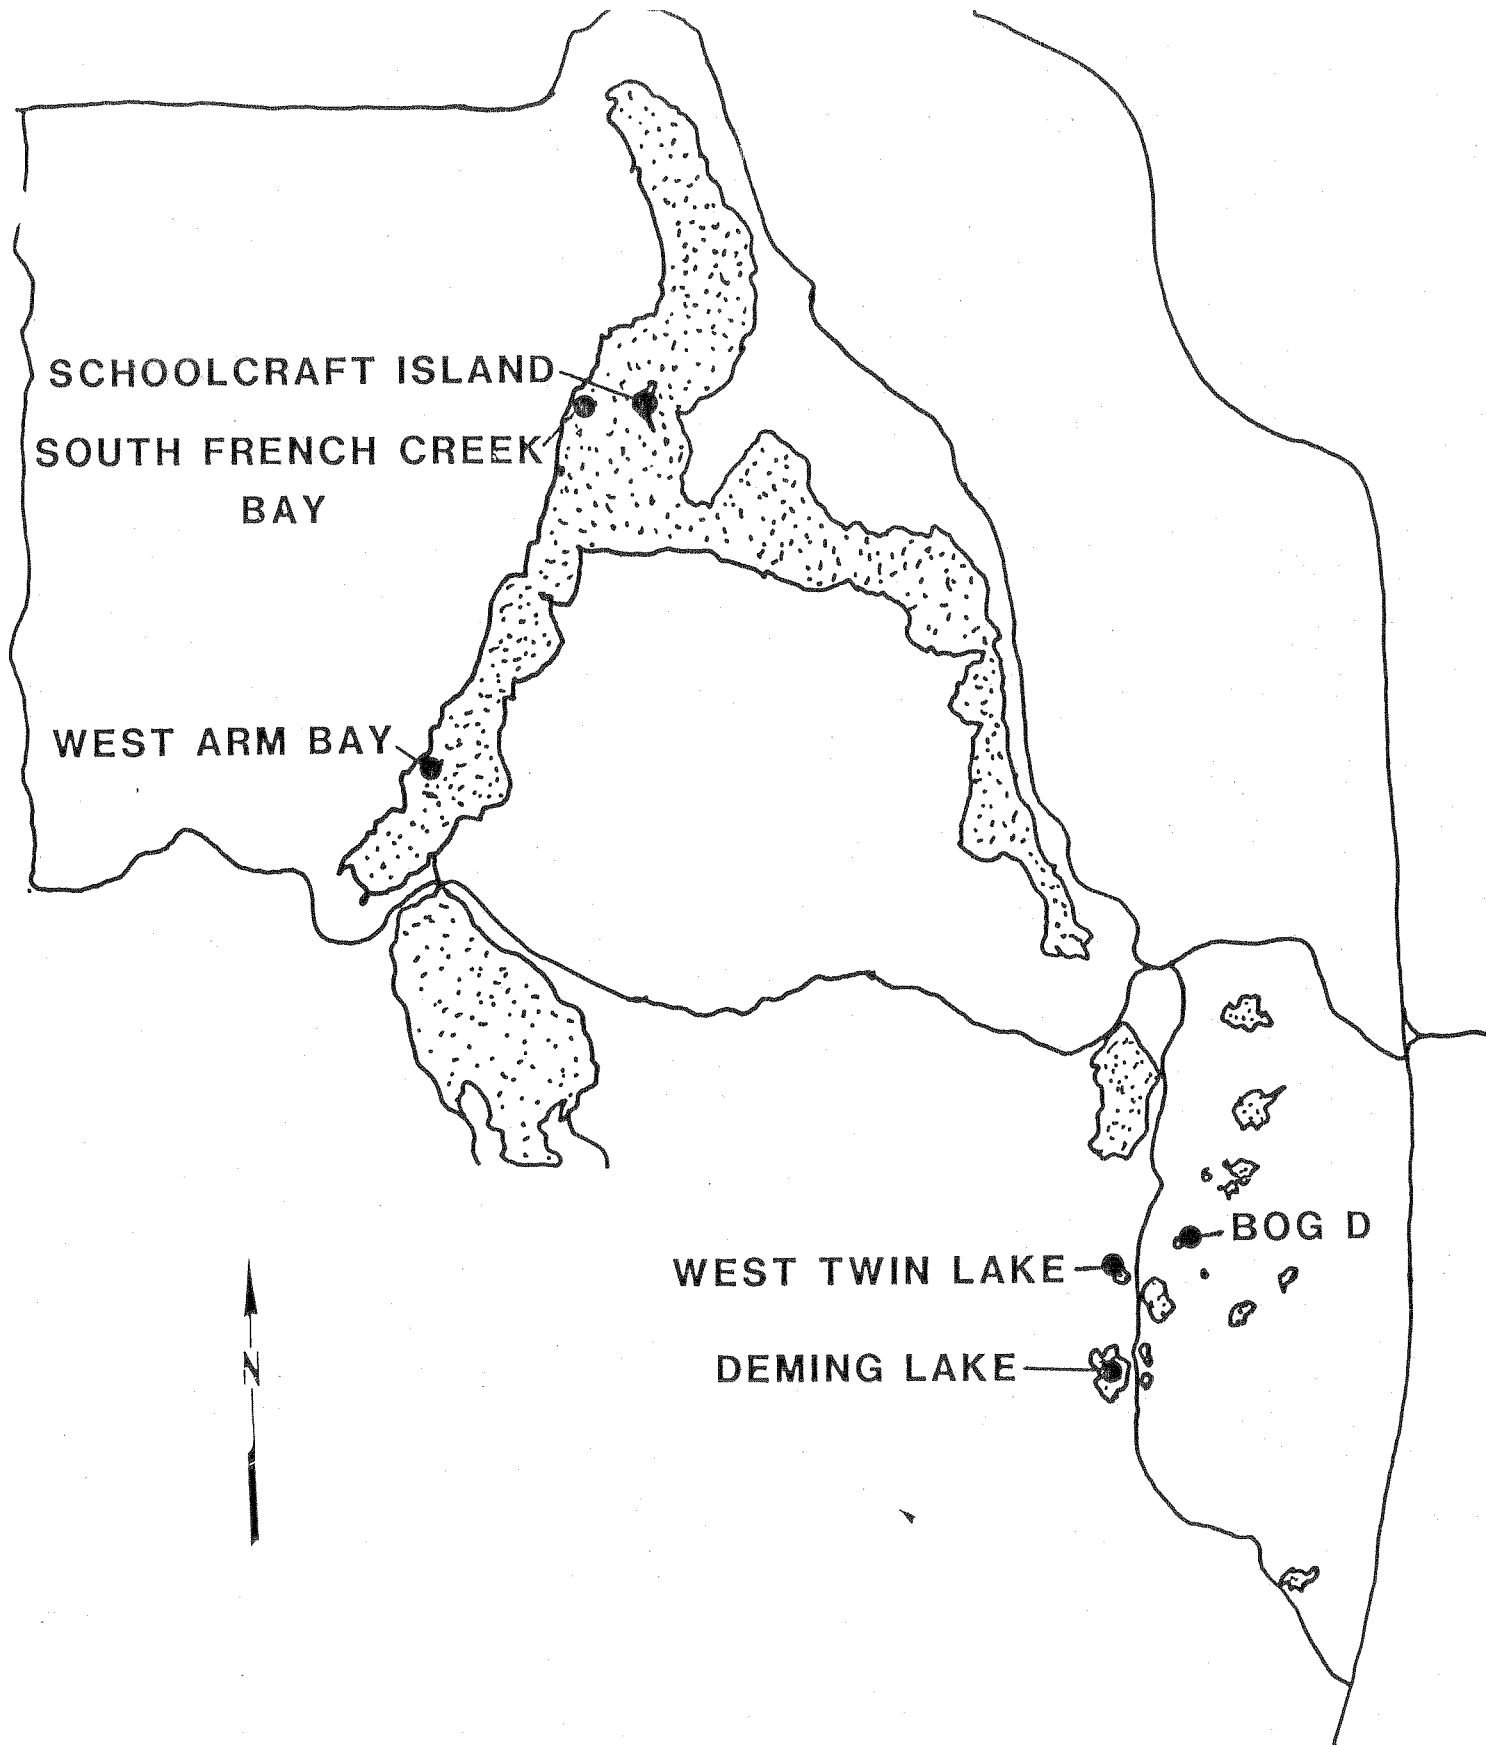 SCHOOLCRAFT ISLAND
SOUTH FRENCH CREEK
BAY
WEST ARM BAY
BOG D
WEST TWIN LAKE
DEMING LAKE
N